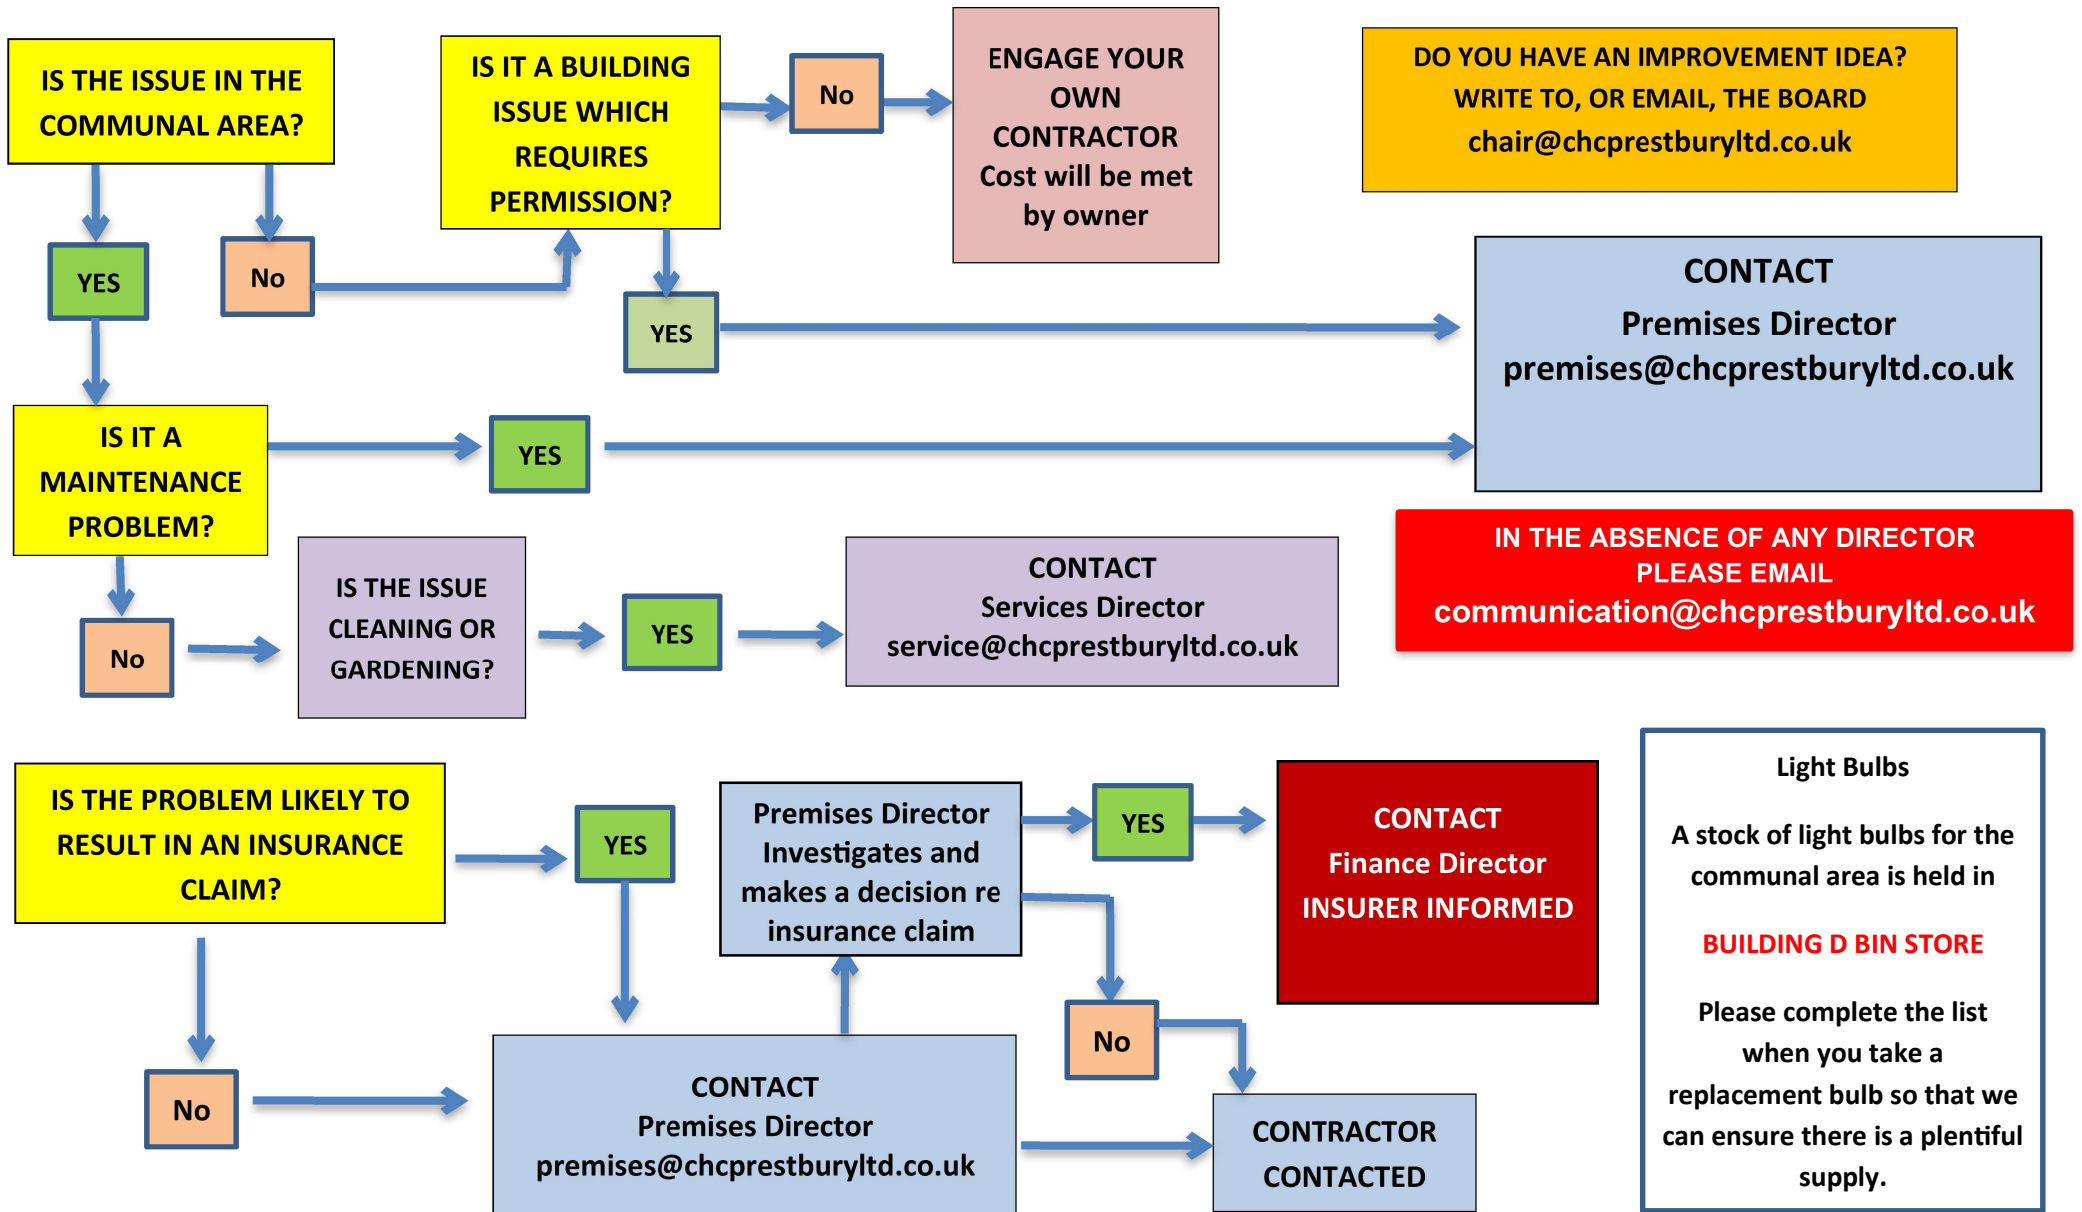 IS THE ISSUE IN THE
COMMUNAL AREA?
YES
No
IS IT A BUILDING
ISSUE WHICH
REQUIRES
PERMISSION?
No
YES
ENGAGE YOUR
OWN
CONTRACTOR
Cost will be met
by owner
DO YOU HAVE AN IMPROVEMENT IDEA?
WRITE TO, OR EMAIL, THE BOARD
chair@chcprestburyltd.co.uk
CONTACT
Premises Director
premises@chcprestburyltd.co.uk
IS IT A
MAINTENANCE
PROBLEM?
YES
No
IS THE ISSUE
CLEANING OR
GARDENING?
YES
CONTACT
Services Director
service@chcprestburyltd.co.uk
IN THE ABSENCE OF ANY DIRECTOR
PLEASE EMAIL
communication@chcprestburyltd.co.uk
IS THE PROBLEM LIKELY TO
RESULT IN AN INSURANCE
CLAIM?
YES
No
Premises Director
Investigates and
makes a decision re
insurance claim
YES
No
CONTACT
Finance Director
INSURER INFORMED
CONTACT
Premises Director
premises@chcprestburyltd.co.uk
CONTRACTOR
CONTACTED
Light Bulbs
A stock of light bulbs for the
communal area is held in
BUILDING D BIN STORE
Please complete the list
when you take a
replacement bulb so that we
can ensure there is a plentiful
supply.